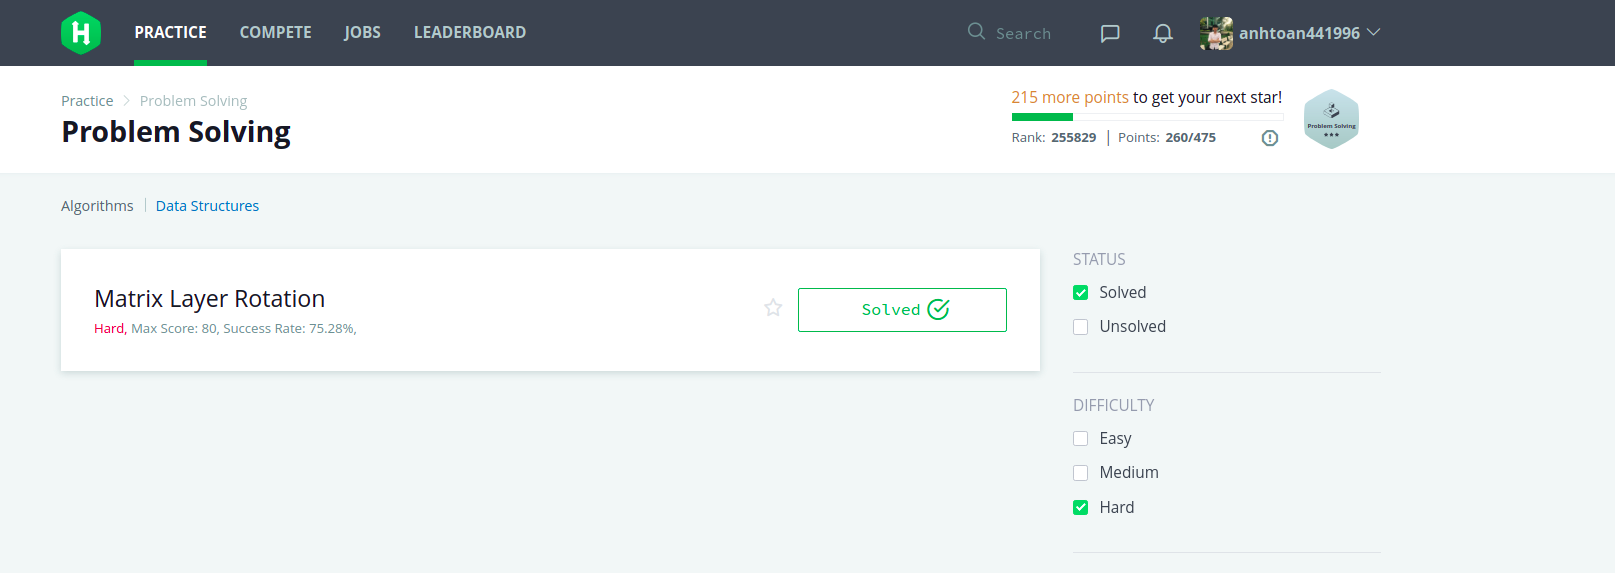 H PRACTICE COMPETE JOBS LEADERBOARD Search anhtoan441996
Practice Problem Solving
Problem Solving
215 more points to get your next star!
Rank: 255829 | Points: 260/475
Problem Solving
Algorithms | Data Structures
Matrix Layer Rotation
Hard, Max Score: 80, Success Rate: 75.28%,
Solved
STATUS
Solved
Unsolved
DIFFICULTY
Easy
Medium
Hard